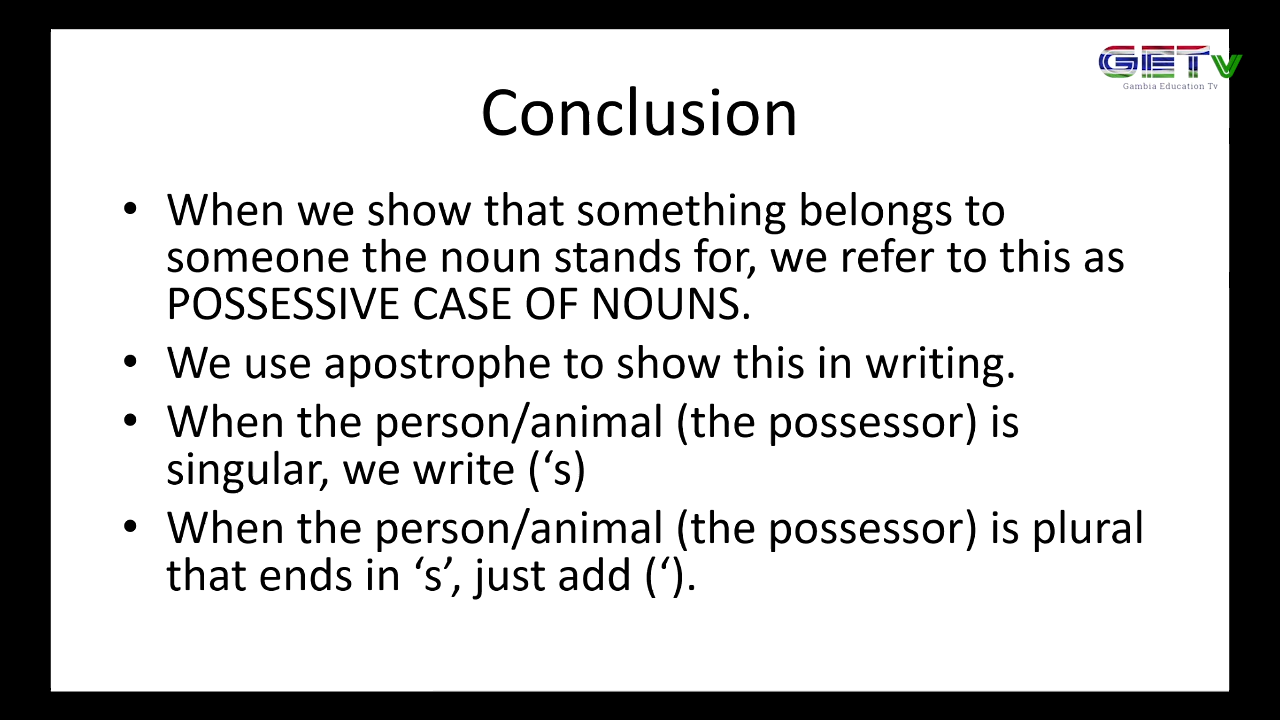 GETv
Gambia Education Tv
Conclusion
• When we show that something belongs to
someone the noun stands for, we refer to this as
POSSESSIVE CASE OF NOUNS.
• We use apostrophe to show this in writing.
• When the person/animal (the possessor) is
singular, we write (‘s)
• When the person/animal (the possessor) is plural
that ends in ‘s’, just add (‘).